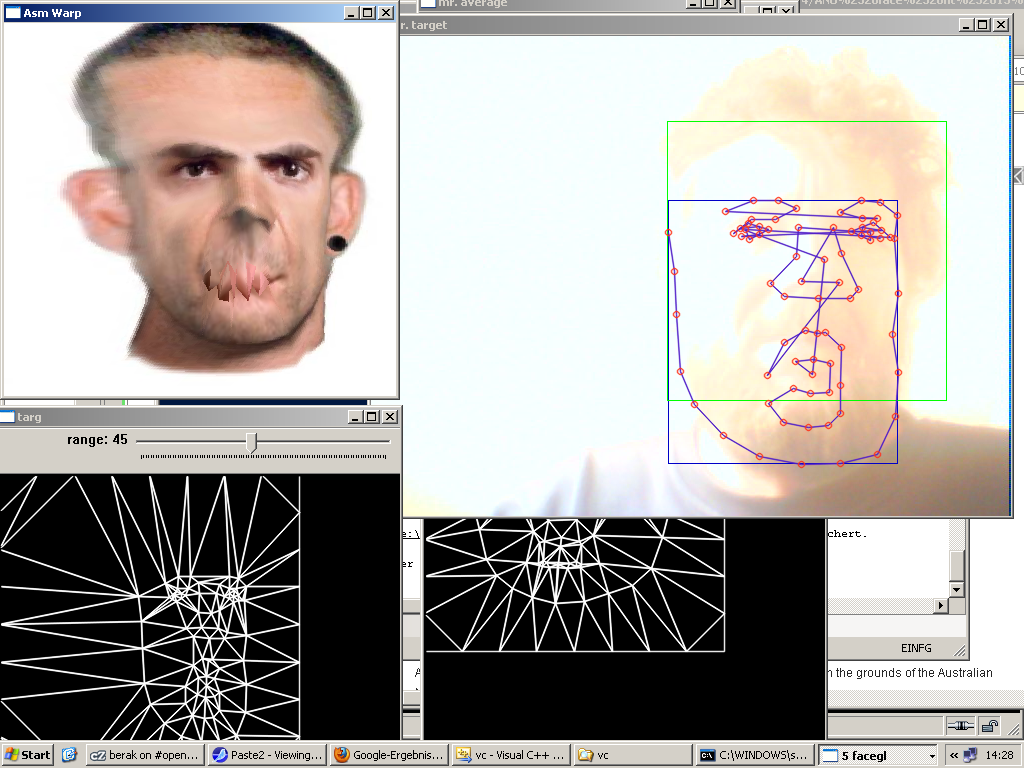 Asm Warp
mr. average
r. target
targ
range: 45
e:\
chert.
er
EINFG
A
n the grounds of the Australian
Start
berak on #open...
Paste2 - Viewing...
Google-Ergebnis...
vc - Visual C++ ...
vc
C:\WINDOWS\s...
5 facegl
14:28